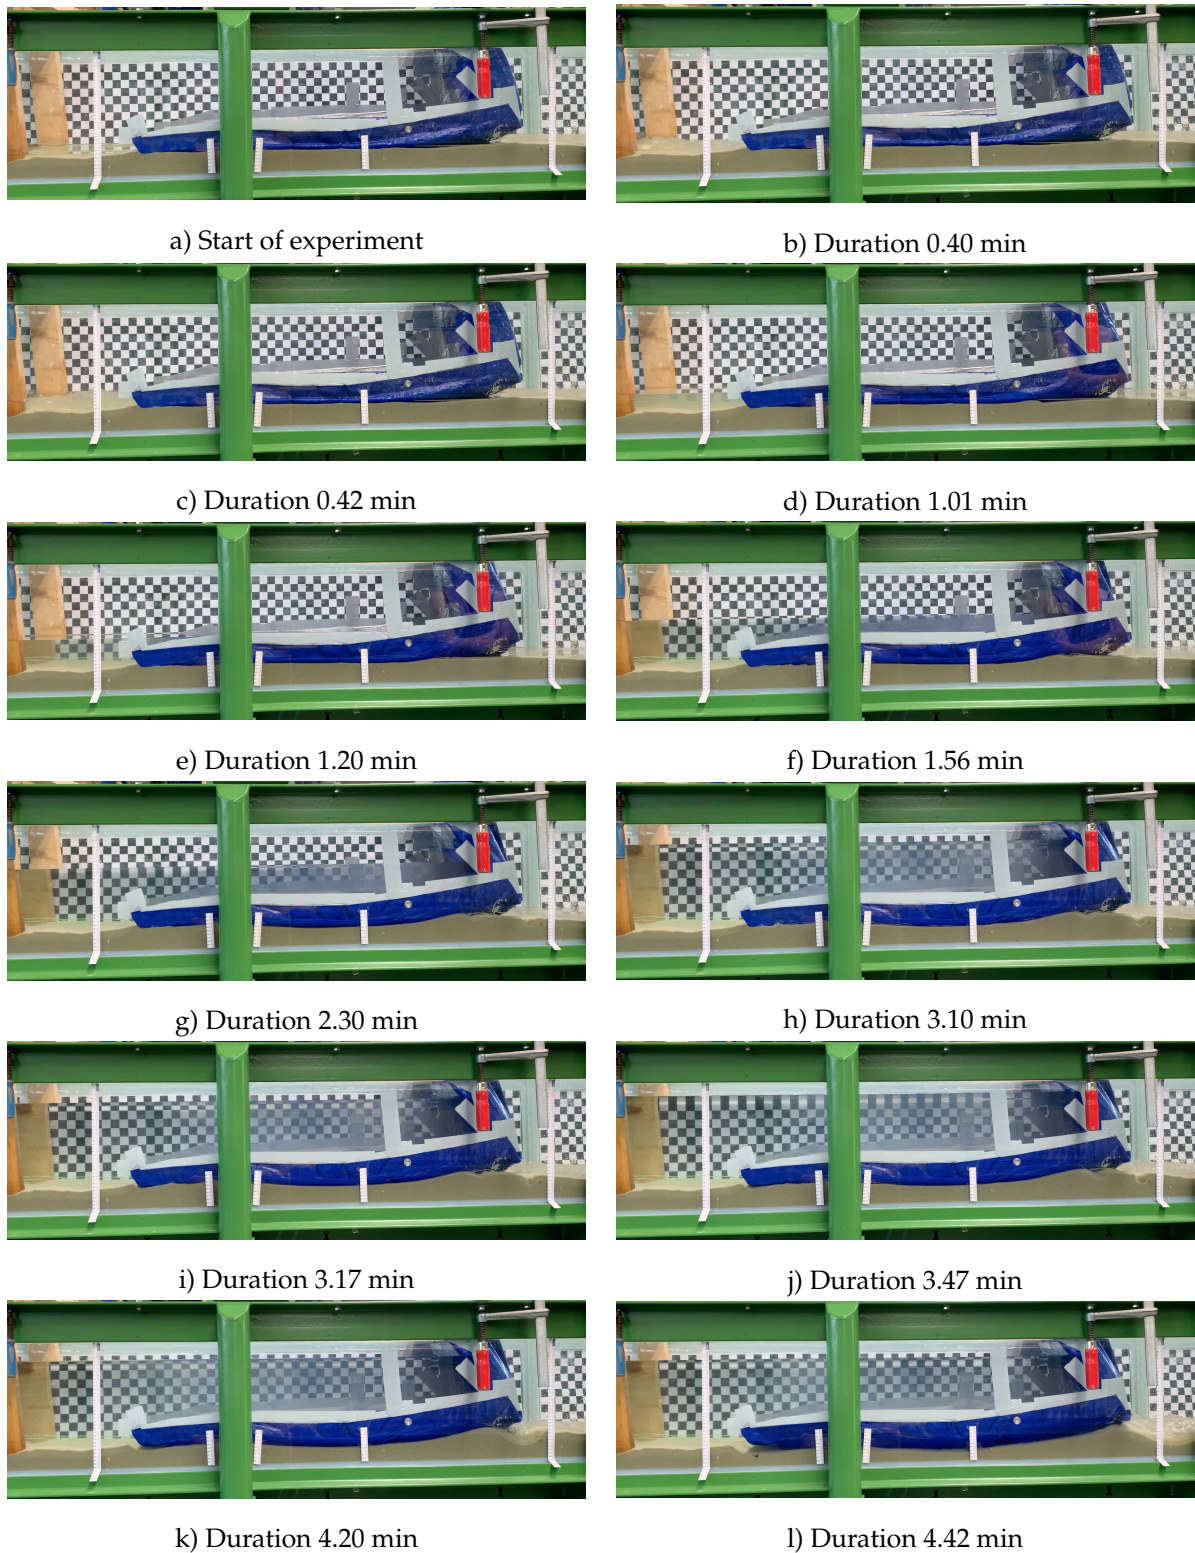 a) Start of experiment
b) Duration 0.40 min
c) Duration 0.42 min
d) Duration 1.01 min
e) Duration 1.20 min
f) Duration 1.56 min
g) Duration 2.30 min
h) Duration 3.10 min
i) Duration 3.17 min
j) Duration 3.47 min
k) Duration 4.20 min
l) Duration 4.42 min